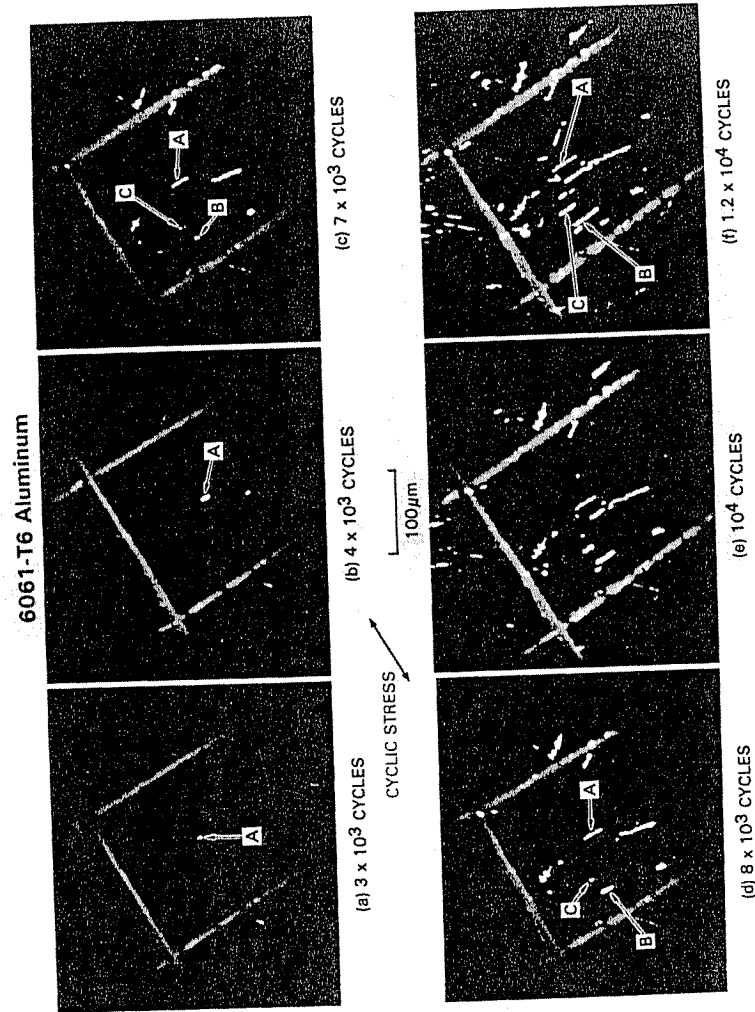 6061-T6 Aluminum
A
(a) 3 x 10³ CYCLES
A
(b) 4 x 10³ CYCLES
C
A
B
(c) 7 x 10³ CYCLES
CYCLIC STRESS
100μm
C
A
B
(d) 8 x 10³ CYCLES
(e) 10⁴ CYCLES
A
C
B
(f) 1.2 x 10⁴ CYCLES